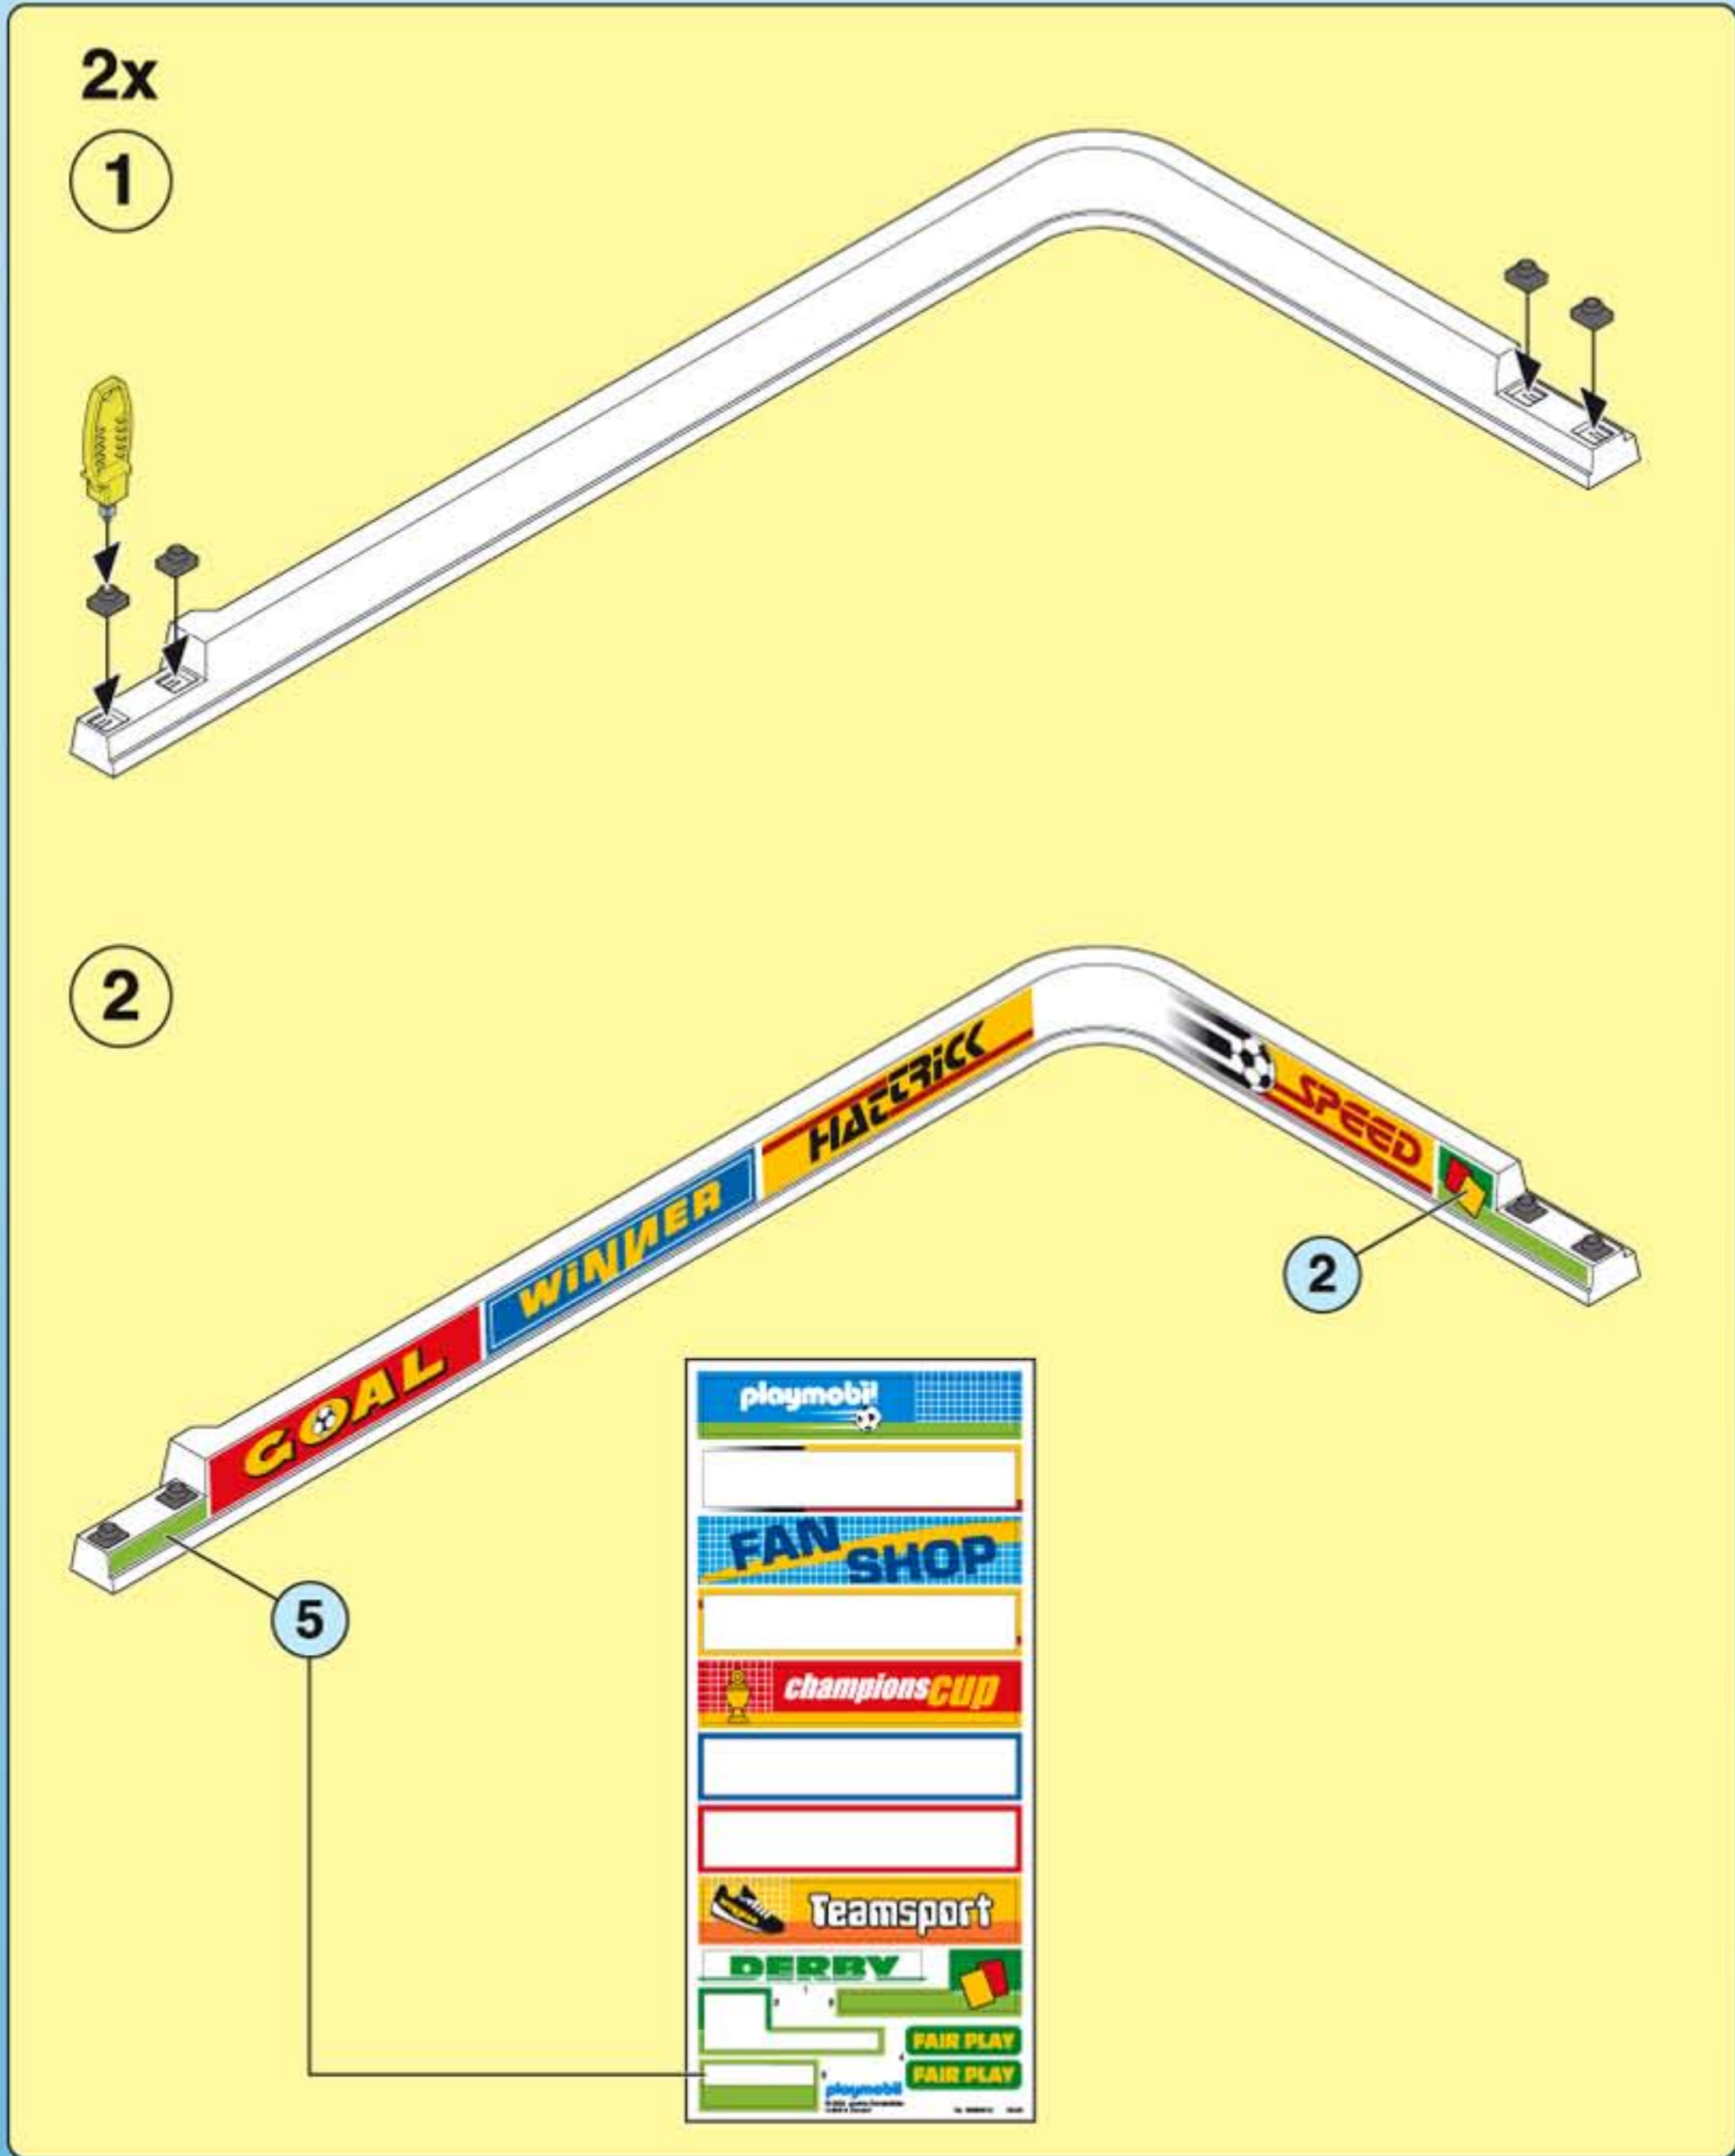 2x
1
2
HATTRICK
SPEED
WINNER
2
GOAL
playmobil
FAN
SHOP
5
championscup
Teamsport
DERBY
FAIR PLAY
FAIR PLAY
playmobil